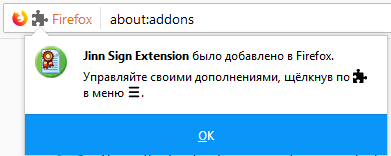 Firefox about:addons
Jinn Sign Extension было добавлено в Firefox.
Управляйте своими дополнениями, щёлкнув по
в меню ☰.
OK